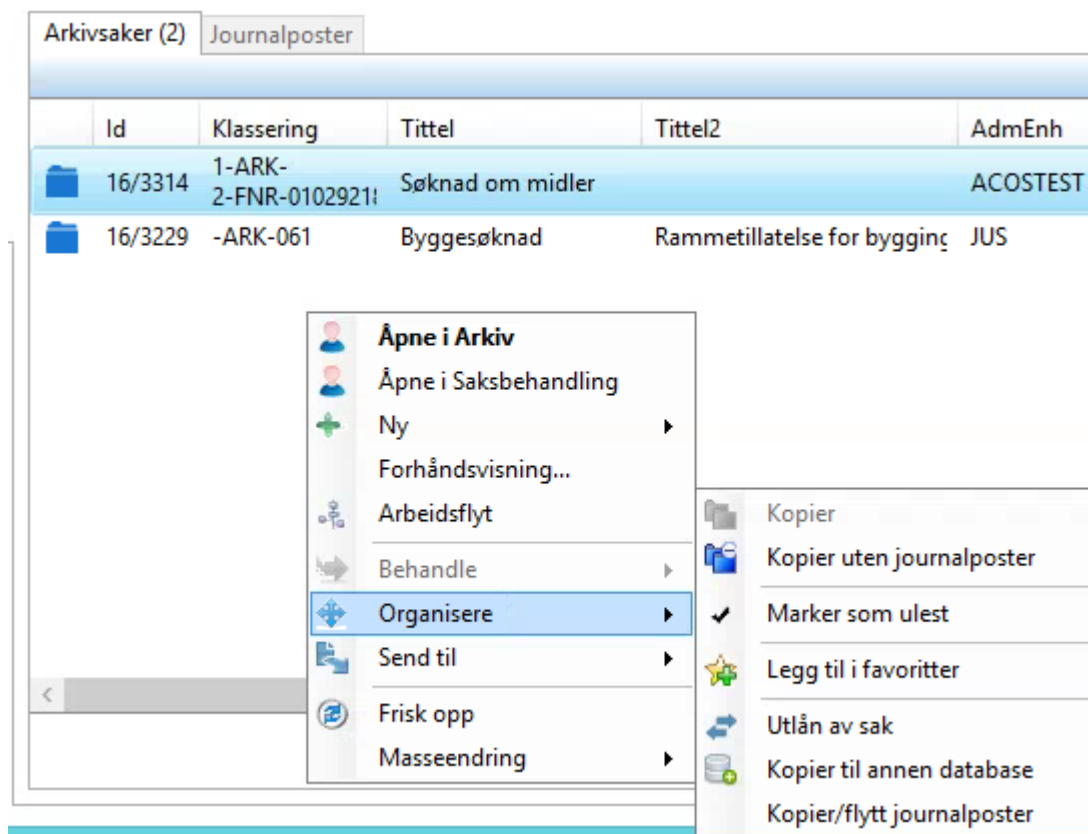 Arkivsaker (2) Journalposter
Id Klassering Tittel Tittel2 AdmEnh
16/3314 1-ARK- Søknad om midler ACOSTEST
2-FNR-01029218
16/3229 -ARK-061 Byggesøknad Rammetillatelse for bygging JUS
Åpne i Arkiv
Åpne i Saksbehandling
Ny
Forhåndsvisning...
Arbeidsflyt
Behandle
Organisere
Send til
Frisk opp
Masseendring
Kopier
Kopier uten journalposter
Marker som ulest
Legg til i favoritter
Utlån av sak
Kopier til annen database
Kopier/flytt journalposter